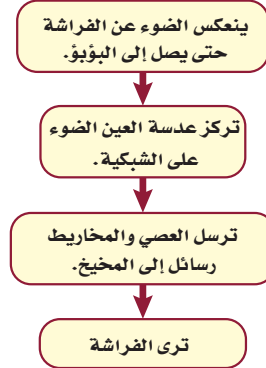 ينعكس الضوء عن الفراشة
حتى يصل إلى البؤبؤ.
تركز عدسة العين الضوء
على الشبكية.
ترسل العصي والمخاريط
رسائل إلى المخيخ.
ترى الفراشة